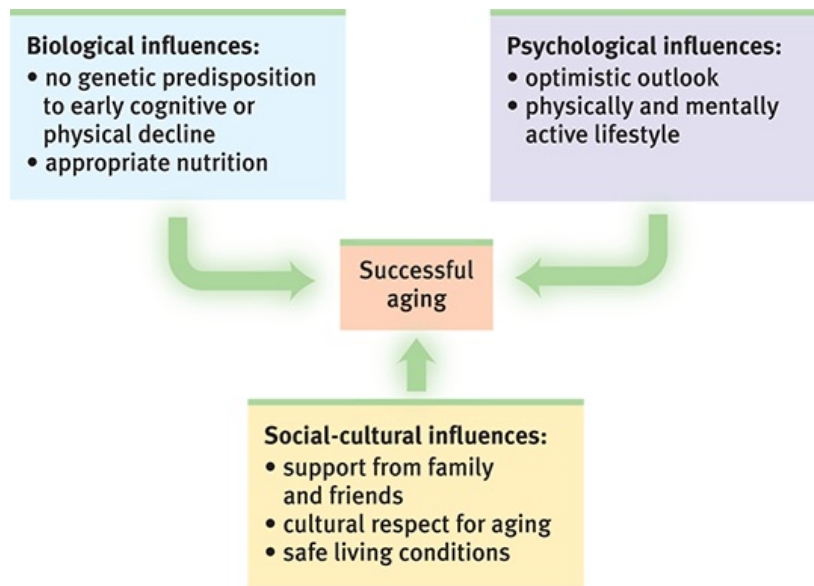 Biological influences:
• no genetic predisposition
to early cognitive or
physical decline
• appropriate nutrition
Psychological influences:
• optimistic outlook
• physically and mentally
active lifestyle
Successful
aging
Social-cultural influences:
• support from family
and friends
• cultural respect for aging
• safe living conditions